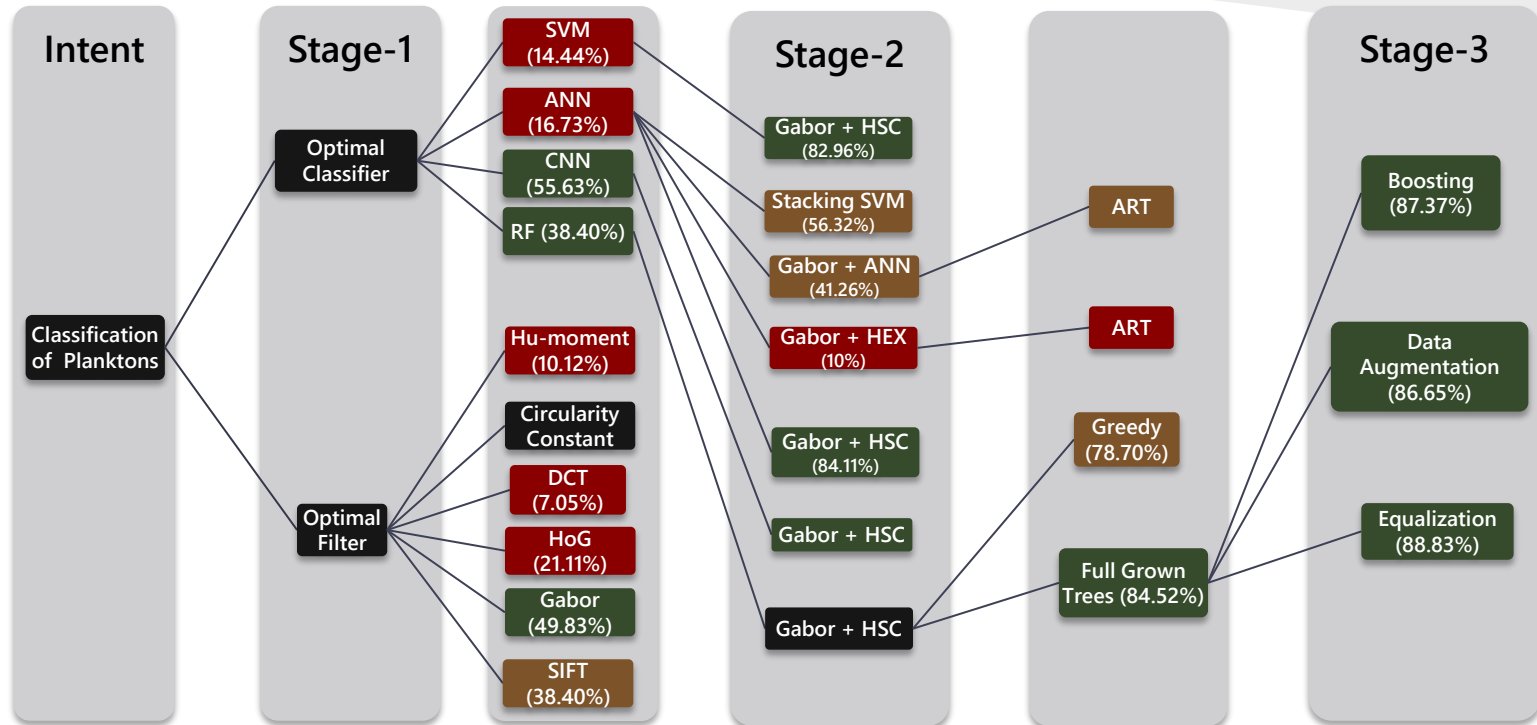 Intent
Classification
of Planktons
Stage-1
Optimal
Classifier
Optimal
Filter
SVM
(14.44%)
ANN
(16.73%)
CNN
(55.63%)
RF (38.40%)
Hu-moment
(10.12%)
Circularity
Constant
DCT
(7.05%)
HoG
(21.11%)
Gabor
(49.83%)
SIFT
(38.40%)
Stage-2
Gabor + HSC
(82.96%)
Stacking SVM
(56.32%)
Gabor + ANN
(41.26%)
Gabor + HEX
(10%)
Gabor + HSC
(84.11%)
Gabor + HSC
Gabor + HSC
ART
ART
Greedy
(78.70%)
Full Grown
Trees (84.52%)
Stage-3
Boosting
(87.37%)
Data
Augmentation
(86.65%)
Equalization
(88.83%)